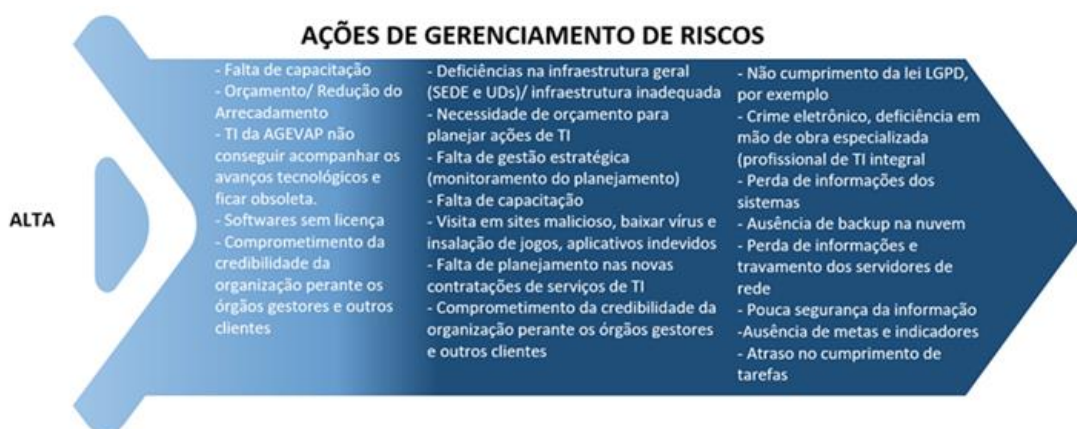 AÇÕES DE GERENCIAMENTO DE RISCOS
ALTA
- Falta de capacitação
- Orçamento/ Redução do
Arrecadamento
- TI da AGEVAP não
conseguir acompanhar os
avanços tecnológicos e
ficar obsoleta.
- Softwares sem licença
- Comprometimento da
credibilidade da
organização perante os
órgãos gestores e outros
clientes
- Deficiências na infraestrutura geral
(SEDE e UDs)/ infraestrutura inadequada
- Necessidade de orçamento para
planejar ações de TI
- Falta de gestão estratégica
(monitoramento do planejamento)
- Falta de capacitação
- Visita em sites malicioso, baixar vírus e
insalação de jogos, aplicativos indevidos
- Falta de planejamento nas novas
contratações de serviços de TI
- Comprometimento da credibilidade da
organização perante os órgãos gestores
e outros clientes
- Não cumprimento da lei LGPD,
por exemplo
- Crime eletrônico, deficiência em
mão de obra especializada
(profissional de TI integral
- Perda de informações dos
sistemas
- Ausência de backup na nuvem
- Perda de informações e
travamento dos servidores de
rede
- Pouca segurança da informação
-Ausência de metas e indicadores
- Atraso no cumprimento de
tarefas